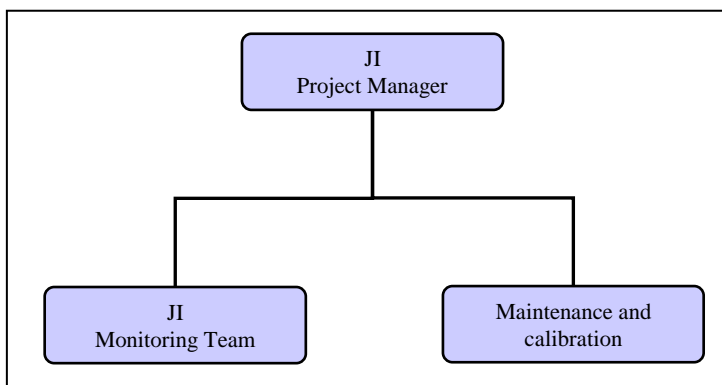 JI
Project Manager
JI
Monitoring Team
Maintenance and
calibration